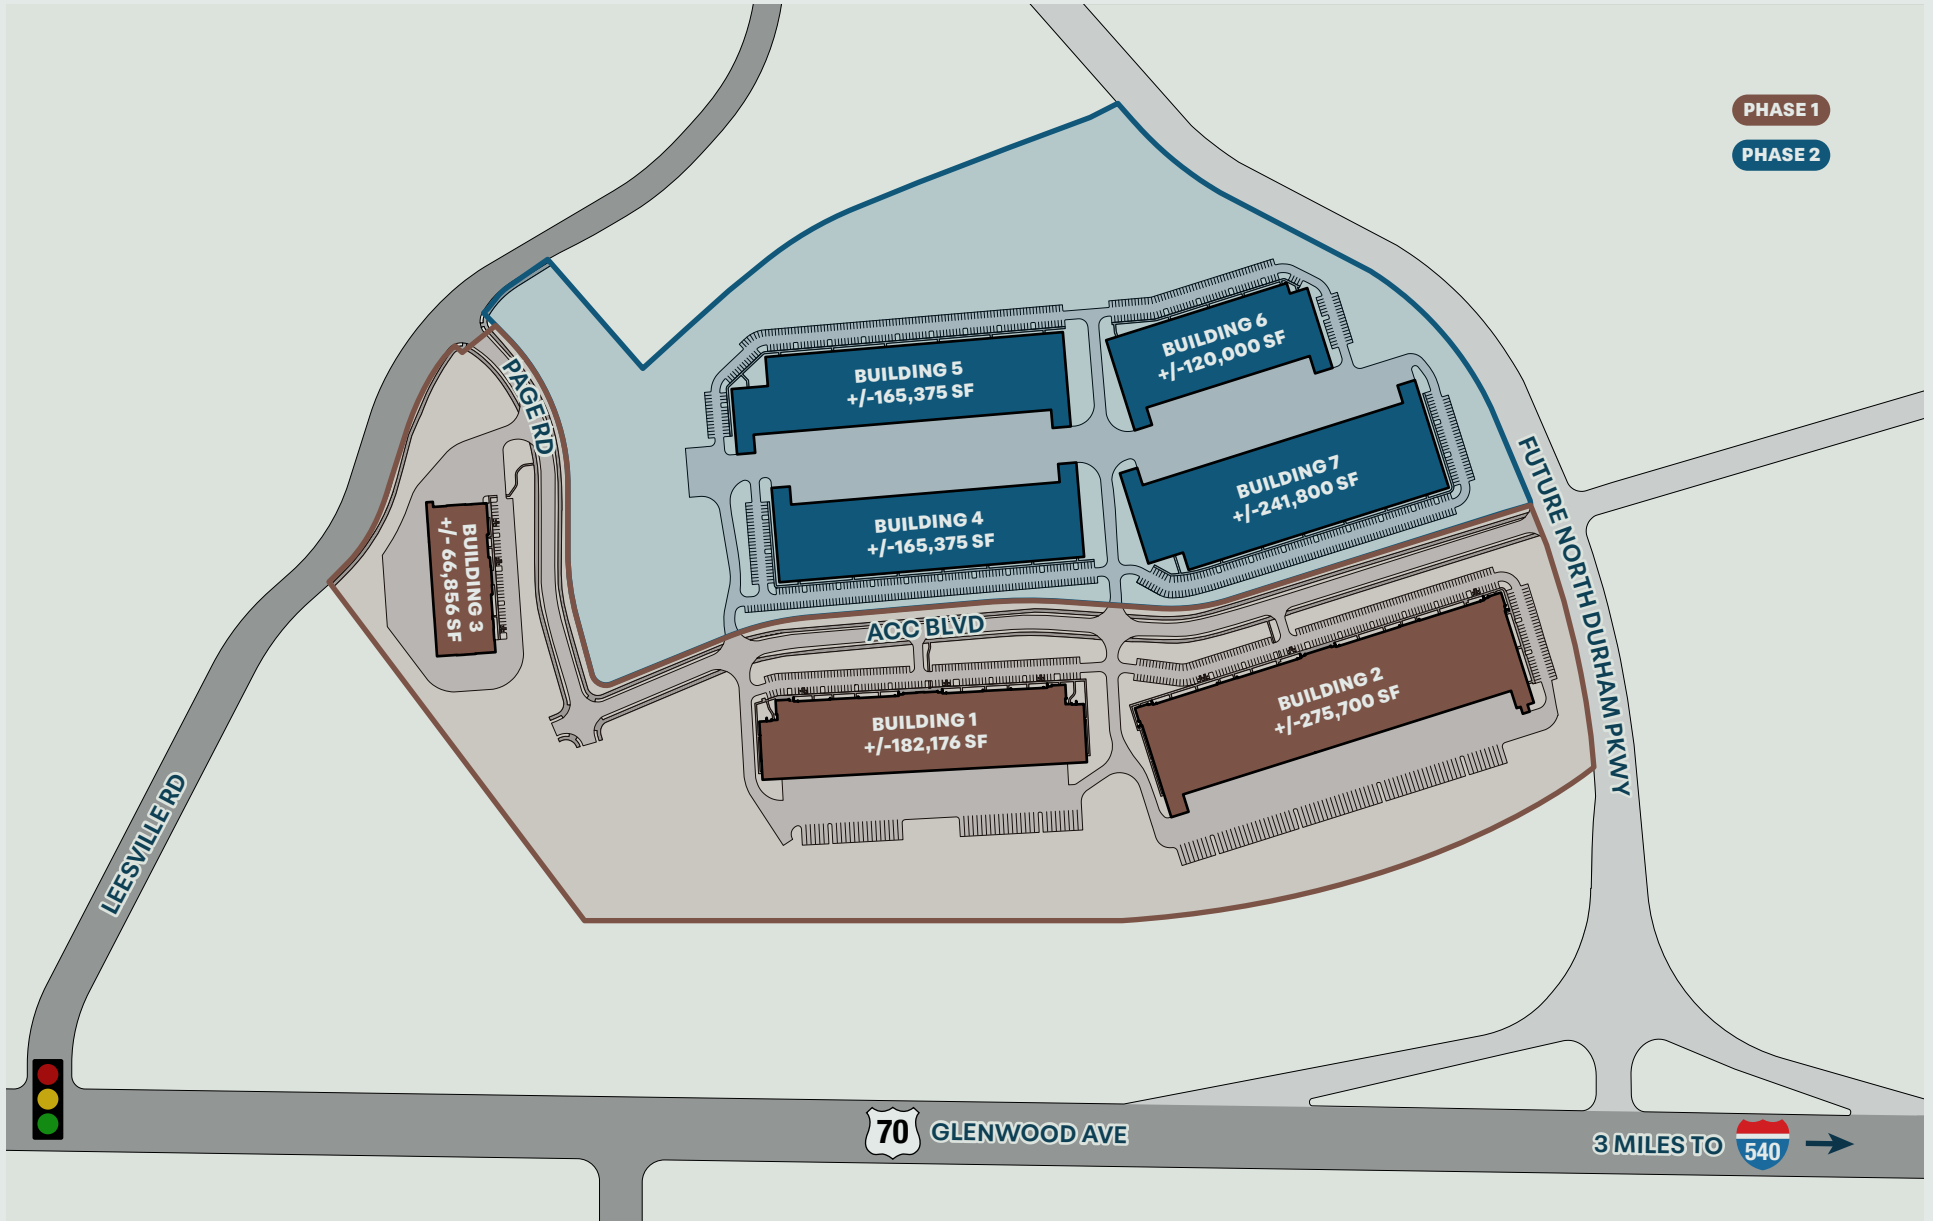 PHASE 1
PHASE 2
BUILDING 6
+/-120,000 SF
BUILDING 5
+/-165,375 SF
PAGE RD
BUILDING 7
+/-241,800 SF
FUTURE NORTH DURHAM PKWY
BUILDING 4
+/-165,375 SF
BUILDING 3
+/- 66,856 SF
ACC BLVD
BUILDING 2
+/-275,700 SF
BUILDING 1
+/-182,176 SF
LEESVILLE RD
70 GLENWOOD AVE
3 MILES TO 540